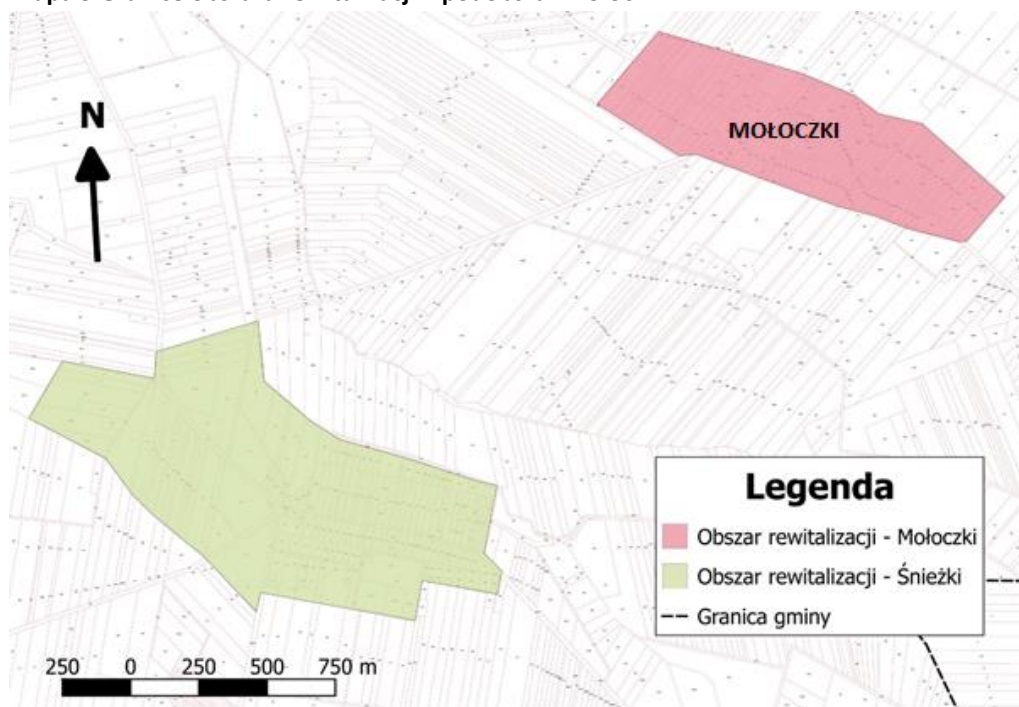 N
MOŁOCZKI
Legenda
Obszar rewitalizacji - Mołoczki
Obszar rewitalizacji - Śnieżki
Granica gminy
250 0 250 500 750 m